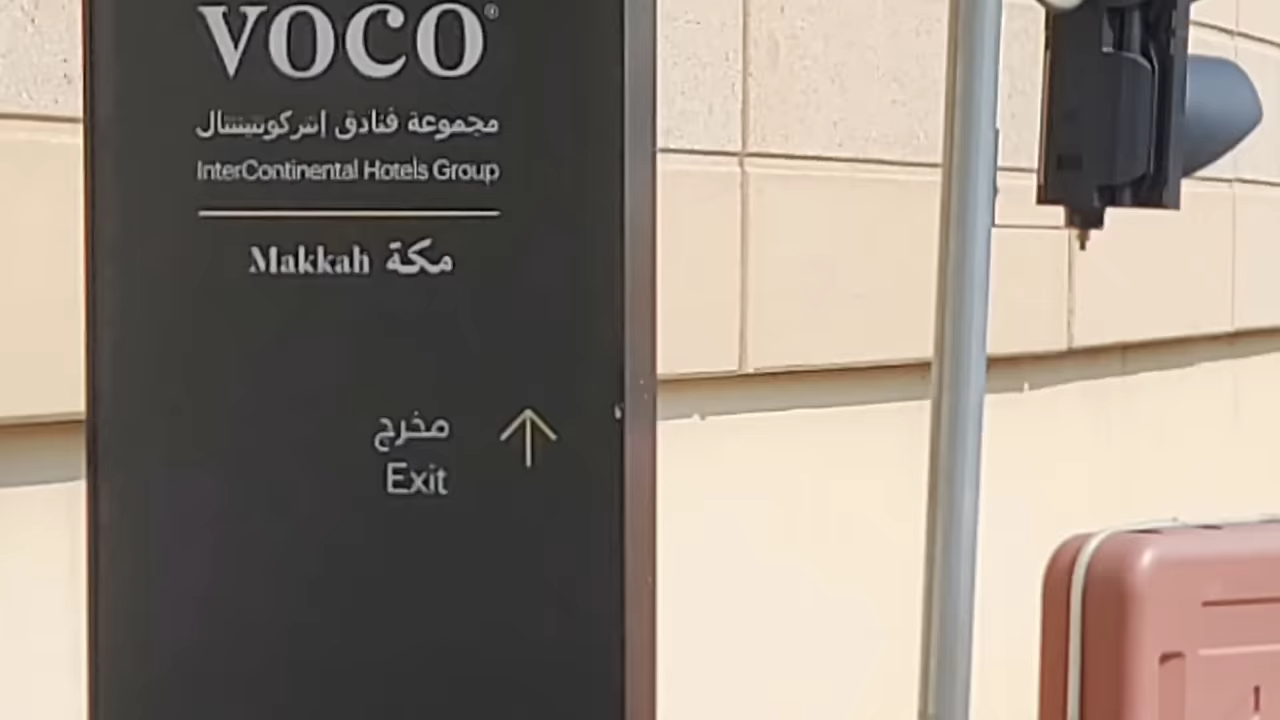 VOCO®
مجموعة فنادق إنتركونتيننتال
InterContinental Hotels Group
Makkah مكة
مخرج
Exit